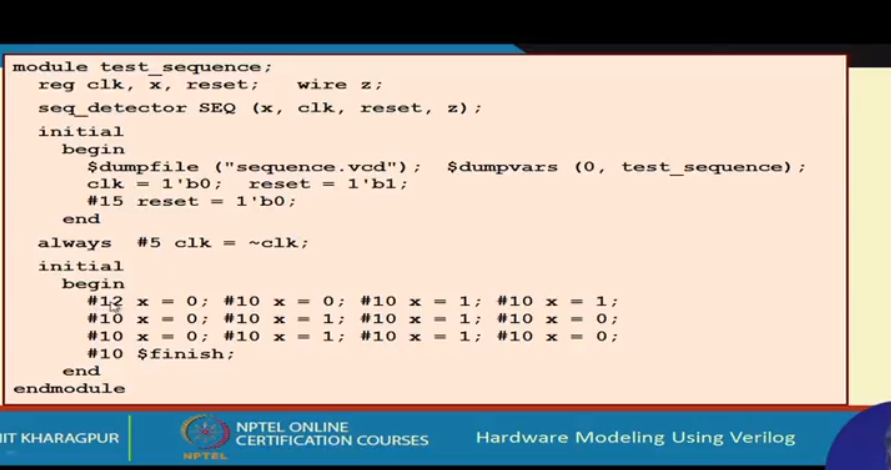 module test_sequence;
reg clk, x, reset; wire z;
seq_detector SEQ (x, clk, reset, z);
initial
begin
$dumpfile ("sequence.vcd"); $dumpvars (0, test_sequence);
clk = 1'b0; reset = 1'b1;
#15 reset = 1'b0;
end
always #5 clk = ~clk;
initial
begin
#12 x = 0; #10 x = 0; #10 x = 1; #10 x = 1;
#10 x = 0; #10 x = 1; #10 x = 1; #10 x = 0;
#10 x = 0; #10 x = 1; #10 x = 1; #10 x = 0;
#10 $finish;
end
endmodule
IIT KHARAGPUR
NPTEL
NPTEL ONLINE
CERTIFICATION COURSES
Hardware Modeling Using Verilog